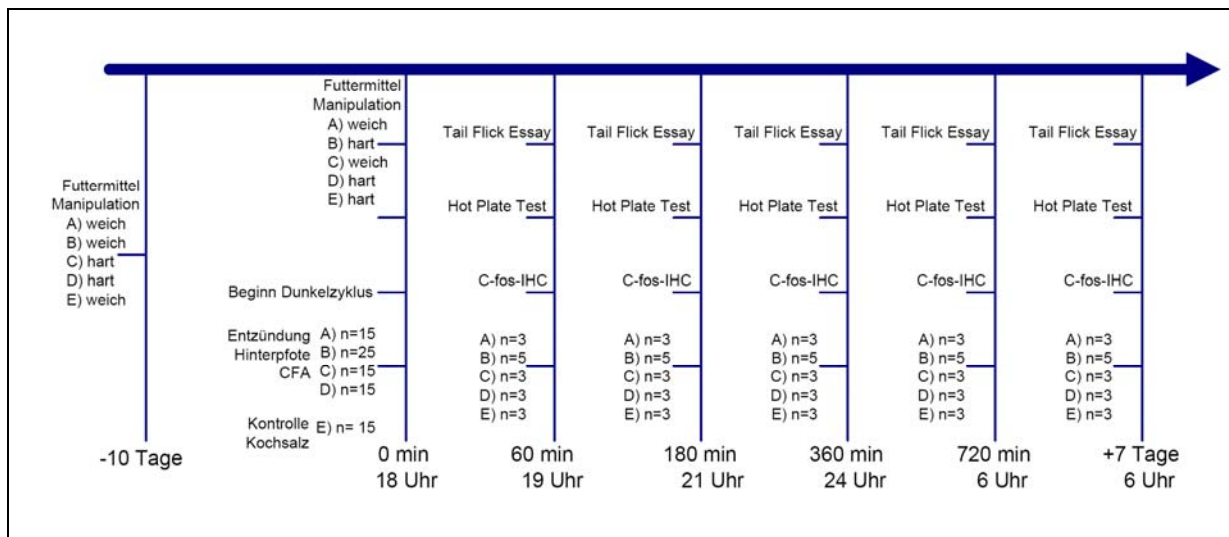 Futtermittel
Manipulation
A) weich
B) weich
C) hart
D) hart
E) weich
-10 Tage
Futtermittel
Manipulation
A) weich
B) hart
C) weich
D) hart
E) hart
Beginn Dunkelzyklus
Entzündung
Hinterpfote
CFA
A) n=15
B) n=25
C) n=15
D) n=15
Kontrolle
Kochsalz
E) n= 15
0 min
18 Uhr
Tail Flick Essay
Hot Plate Test
C-fos-IHC
A) n=3
B) n=5
C) n=3
D) n=3
E) n=3
60 min
19 Uhr
Tail Flick Essay
Hot Plate Test
C-fos-IHC
A) n=3
B) n=5
C) n=3
D) n=3
E) n=3
180 min
21 Uhr
Tail Flick Essay
Hot Plate Test
C-fos-IHC
A) n=3
B) n=5
C) n=3
D) n=3
E) n=3
360 min
24 Uhr
Tail Flick Essay
Hot Plate Test
C-fos-IHC
A) n=3
B) n=5
C) n=3
D) n=3
E) n=3
720 min
6 Uhr
Tail Flick Essay
Hot Plate Test
C-fos-IHC
A) n=3
B) n=5
C) n=3
D) n=3
E) n=3
+7 Tage
6 Uhr